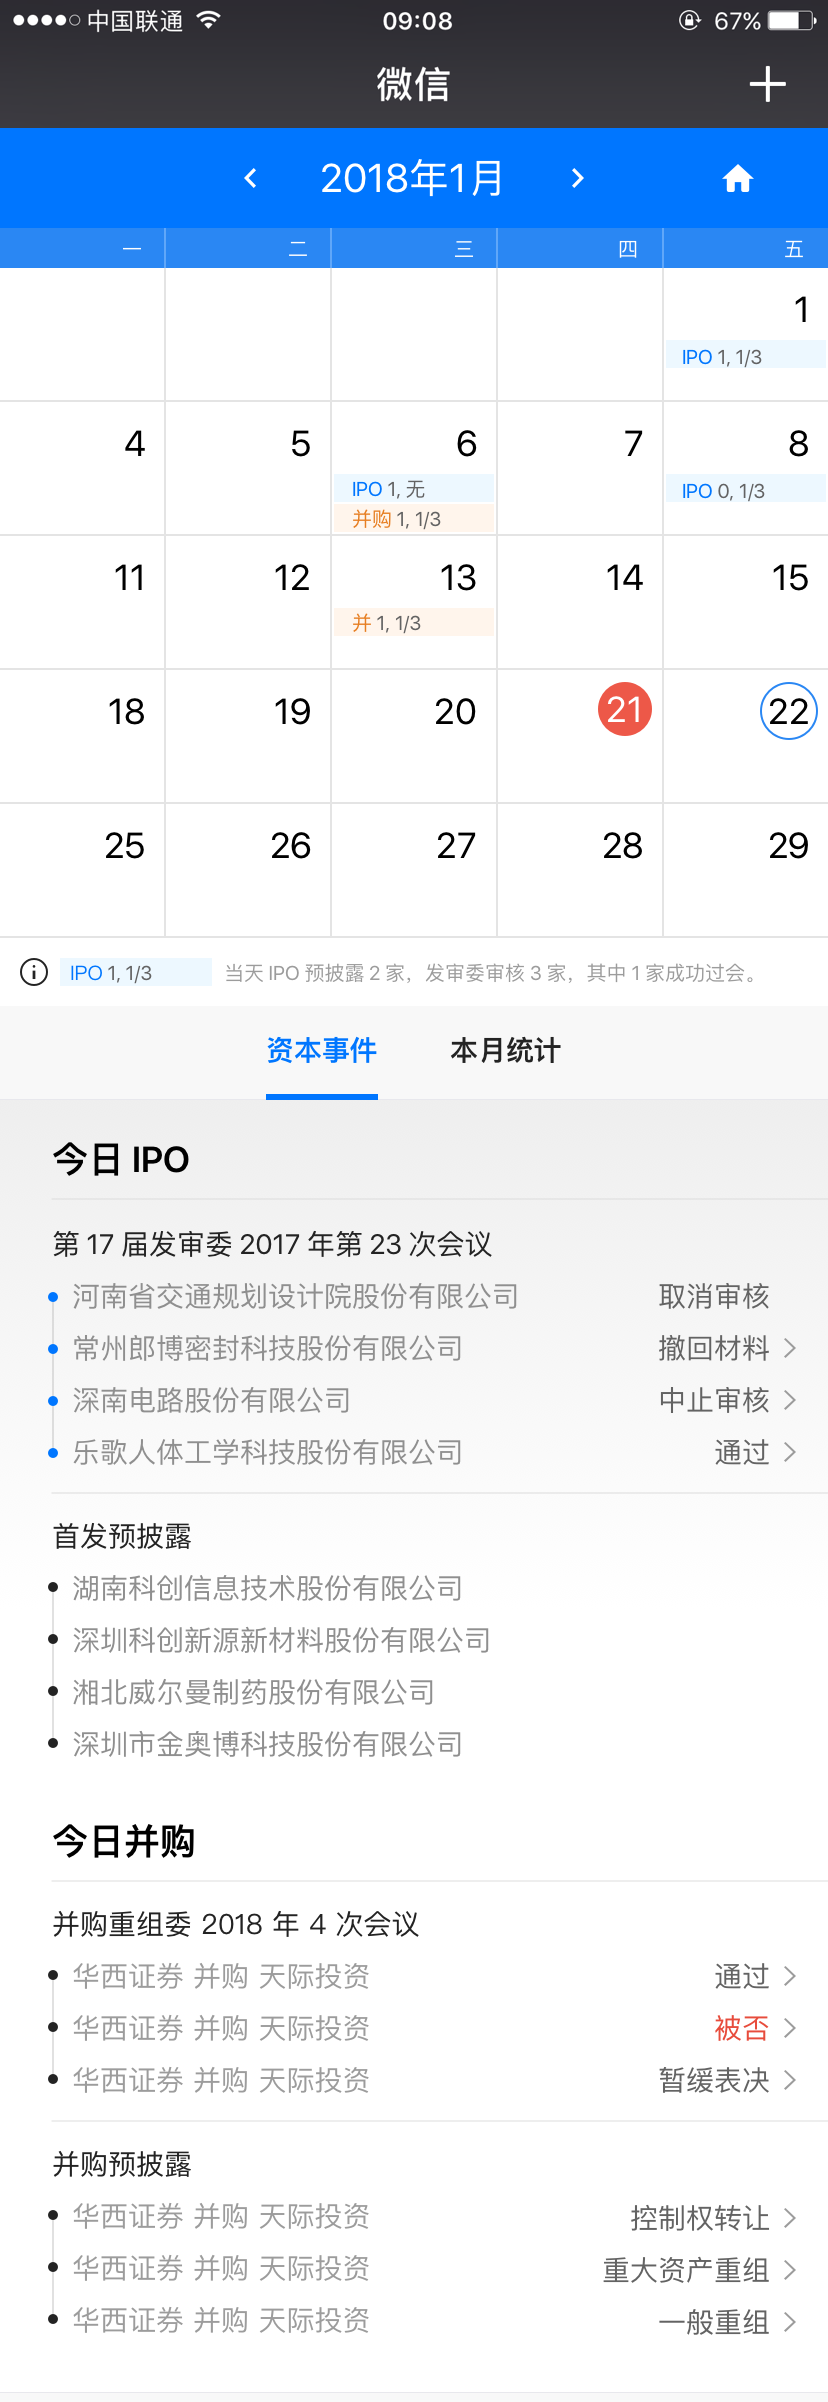 中国联通 09:08 67%
微信
2018年1月
一 二 三 四 五
1
IPO 1, 1/3
4 5 6 7 8
IPO 1, 无 IPO 0, 1/3
并购 1, 1/3
11 12 13 14 15
并 1, 1/3
18 19 20 21 22
25 26 27 28 29
IPO 1, 1/3 当天 IPO 预披露 2 家，发审委审核 3 家，其中 1 家成功过会。
资本事件 本月统计
今日 IPO
第 17 届发审委 2017 年第 23 次会议
河南省交通规划设计院股份有限公司 取消审核
常州郎博密封科技股份有限公司 撤回材料
深南电路股份有限公司 中止审核
乐歌人体工学科技股份有限公司 通过
首发预披露
湖南科创信息技术股份有限公司
深圳科创新源新材料股份有限公司
湘北威尔曼制药股份有限公司
深圳市金奥博科技股份有限公司
今日并购
并购重组委 2018 年 4 次会议
华西证券 并购 天际投资 通过
华西证券 并购 天际投资 被否
华西证券 并购 天际投资 暂缓表决
并购预披露
华西证券 并购 天际投资 控制权转让
华西证券 并购 天际投资 重大资产重组
华西证券 并购 天际投资 一般重组